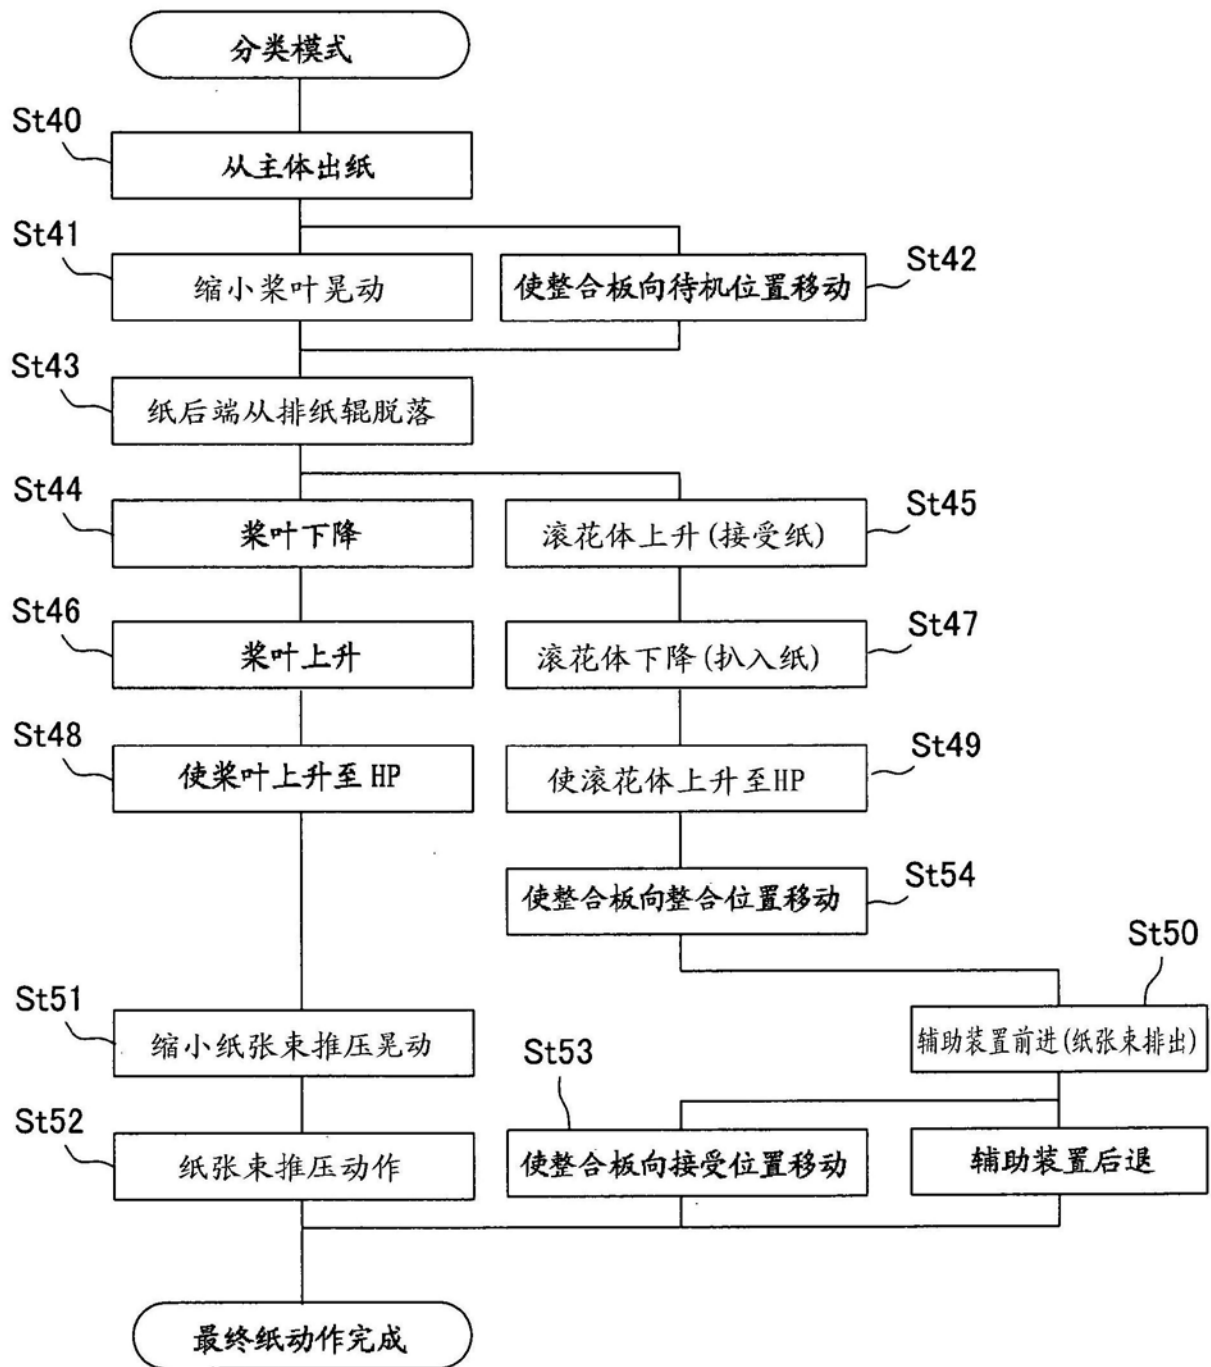 分类模式
St40
从主体出纸
St41
缩小桨叶晃动
St42
使整合板向待机位置移动
St43
纸后端从排纸辊脱落
St44
桨叶下降
St45
滚花体上升(接受纸)
St46
桨叶上升
St47
滚花体下降(扒入纸)
St48
使桨叶上升至 HP
St49
使滚花体上升至HP
St54
使整合板向整合位置移动
St50
辅助装置前进(纸张束排出)
St51
缩小纸张束推压晃动
St52
纸张束推压动作
St53
使整合板向接受位置移动
辅助装置后退
最终纸动作完成